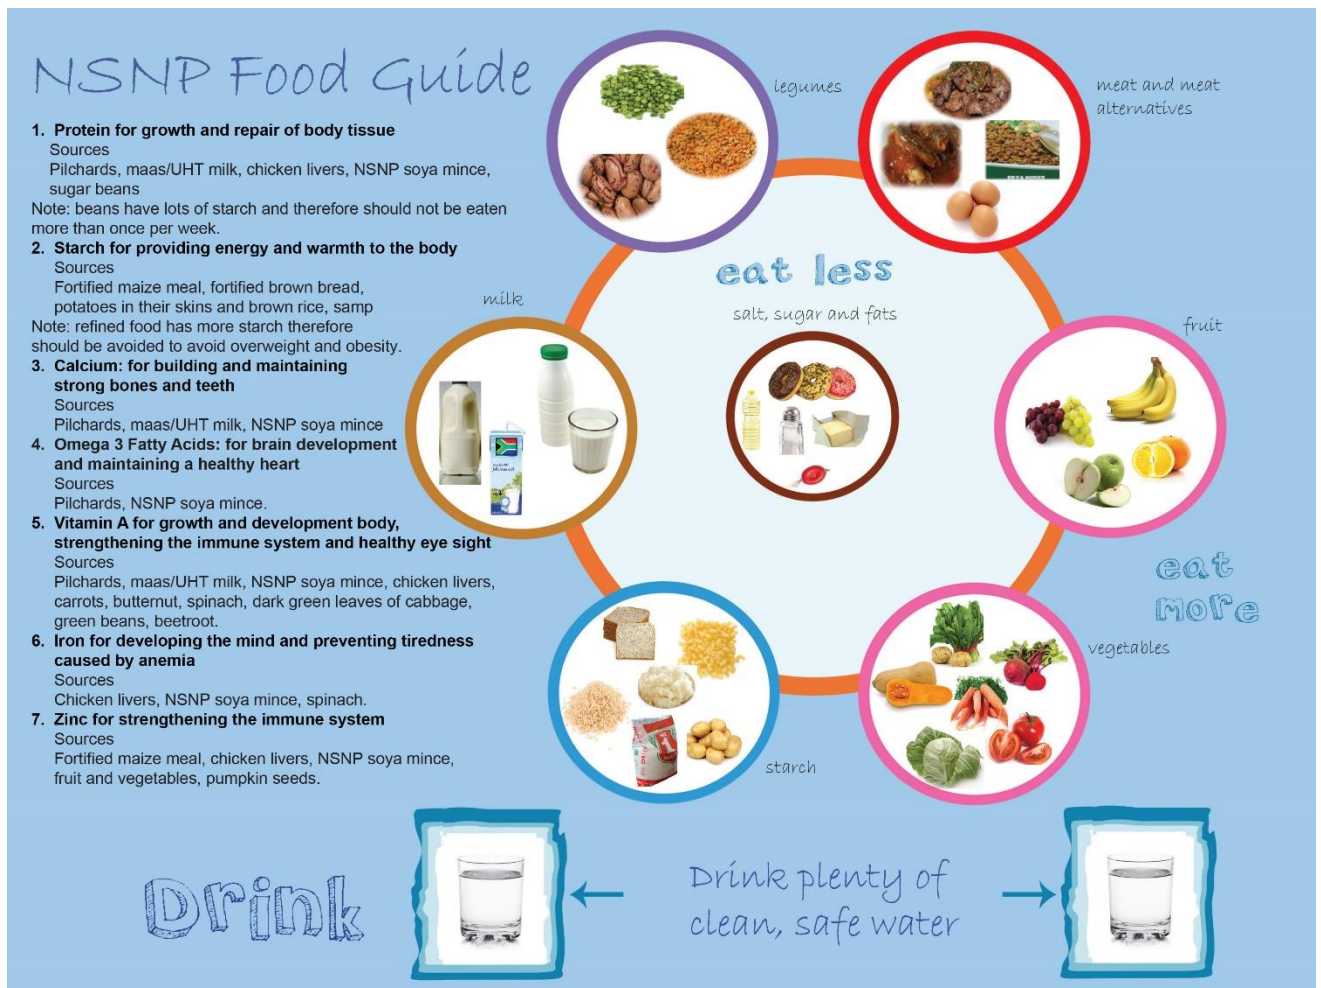 NSNP Food Guide
1. Protein for growth and repair of body tissue
Sources
Pilchards, maas/UHT milk, chicken livers, NSNP soya mince,
sugar beans
Note: beans have lots of starch and therefore should not be eaten
more than once per week.
2. Starch for providing energy and warmth to the body
Sources
Fortified maize meal, fortified brown bread,
potatoes in their skins and brown rice, samp
Note: refined food has more starch therefore
should be avoided to avoid overweight and obesity.
3. Calcium: for building and maintaining
strong bones and teeth
Sources
Pilchards, maas/UHT milk, NSNP soya mince
4. Omega 3 Fatty Acids: for brain development
and maintaining a healthy heart
Sources
Pilchards, NSNP soya mince.
5. Vitamin A for growth and development body,
strengthening the immune system and healthy eye sight
Sources
Pilchards, maas/UHT milk, NSNP soya mince, chicken livers,
carrots, butternut, spinach, dark green leaves of cabbage,
green beans, beetroot.
6. Iron for developing the mind and preventing tiredness
caused by anemia
Sources
Chicken livers, NSNP soya mince, spinach.
7. Zinc for strengthening the immune system
Sources
Fortified maize meal, chicken livers, NSNP soya mince,
fruit and vegetables, pumpkin seeds.
legumes
meat and meat
alternatives
eat less
salt, sugar and fats
milk
fruit
eat
more
vegetables
starch
1
Drink
Drink plenty of
clean, safe water